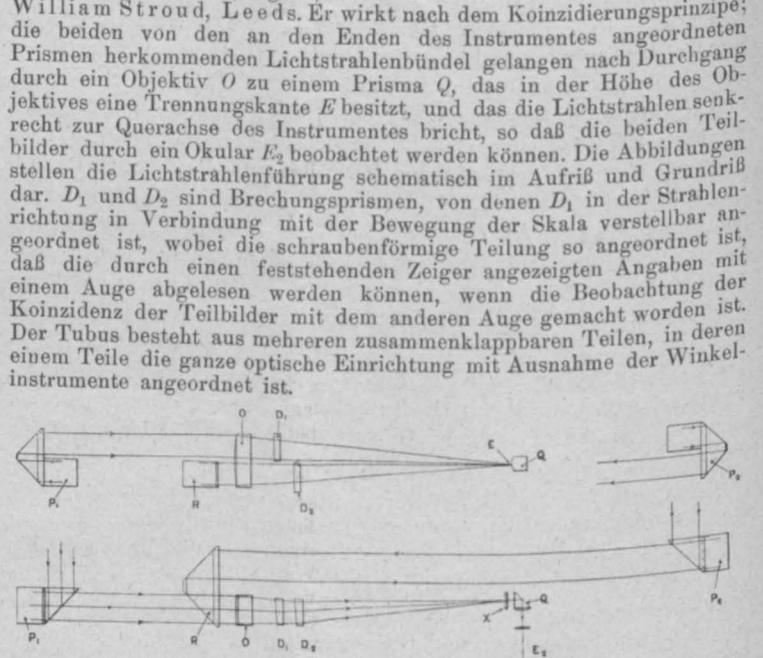 William Stroud, Leeds. Er wirkt nach dem Koinzidierungsprinzipe;
die beiden von den an den Enden des Instrumentes angeordneten
Prismen herkommenden Lichtstrahlenbündel gelangen nach Durchgang
durch ein Objektiv O zu einem Prisma Q, das in der Höhe des Ob-
jektives eine Trennungskante E besitzt, und das die Lichtstrahlen senk-
recht zur Querachse des Instrumentes bricht, so daß die beiden Teil-
bilder durch ein Okular E₂ beobachtet werden können. Die Abbildungen
stellen die Lichtstrahlenführung schematisch im Aufriß und Grundriß
dar. D₁ und D₂ sind Brechungsprismen, von denen D₁ in der Strahlen-
richtung in Verbindung mit der Bewegung der Skala verstellbar an-
geordnet ist, wobei die schraubenförmige Teilung so angeordnet ist,
daß die durch einen feststehenden Zeiger angezeigten Angaben mit
einem Auge abgelesen werden können, wenn die Beobachtung der
Koinzidenz der Teilbilder mit dem anderen Auge gemacht worden ist.
Der Tubus besteht aus mehreren zusammenklappbaren Teilen, in deren
einem Teile die ganze optische Einrichtung mit Ausnahme der Winkel-
instrumente angeordnet ist.
O D₁
E Q
P₁ R D₂ P₂
P₁ R O D₁ D₂ X Q P₂
E₂